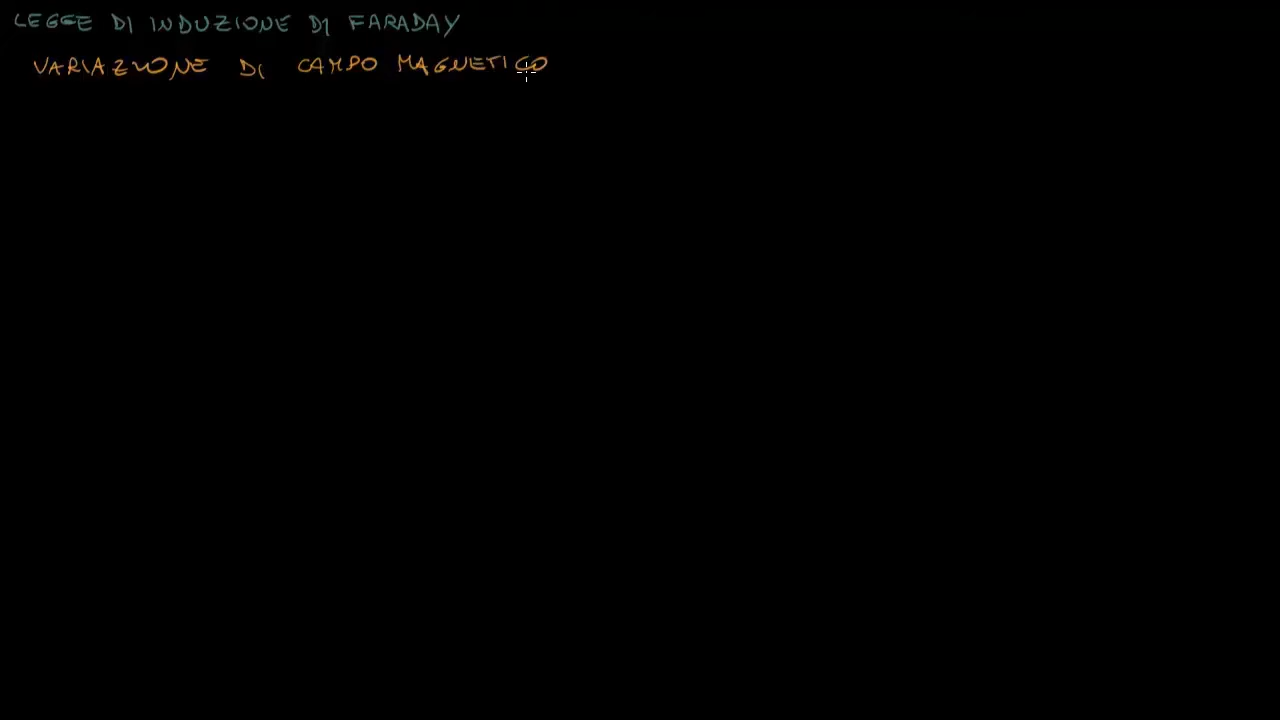 LEGGE DI INDUZIONE DI FARADAY
VARIAZIONE DI CAMPO MAGNETICO